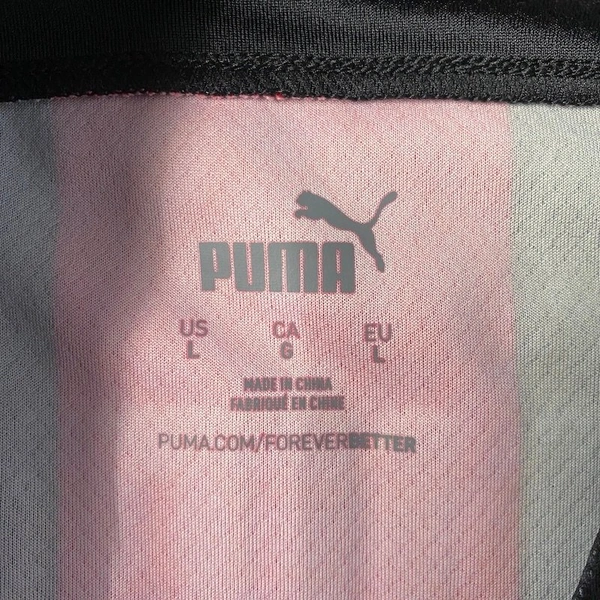 PUMA
US CA EU
L G L
MADE IN CHINA
FABRIQUÉ EN CHINE
PUMA.COM/FOREVERBETTER